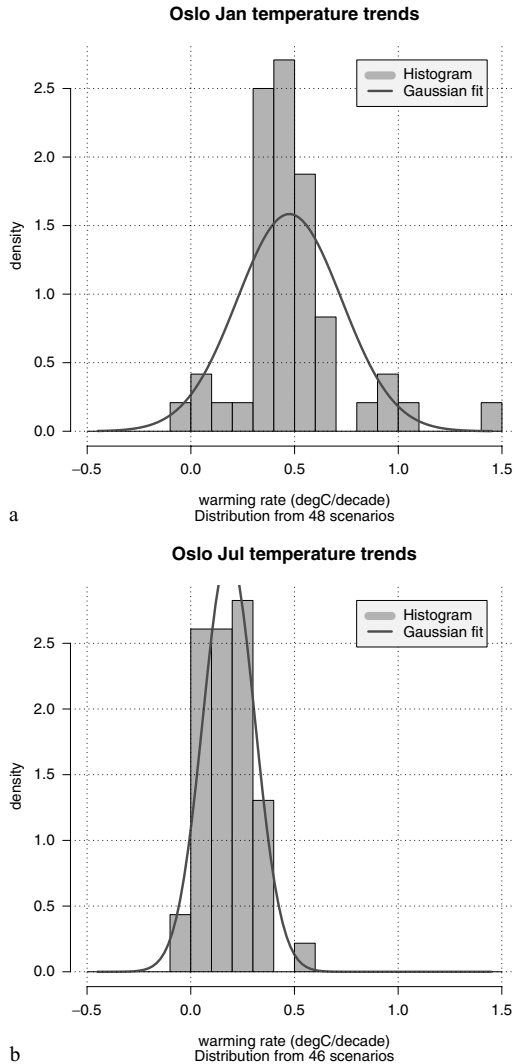 Oslo Jan temperature trends
Histogram
Gaussian fit
2.5
2.0
1.5
1.0
0.5
0.0
density
−0.5 0.0 0.5 1.0 1.5
warming rate (degC/decade)
Distribution from 48 scenarios
a
Oslo Jul temperature trends
Histogram
Gaussian fit
2.5
2.0
1.5
1.0
0.5
0.0
density
−0.5 0.0 0.5 1.0 1.5
warming rate (degC/decade)
Distribution from 46 scenarios
b